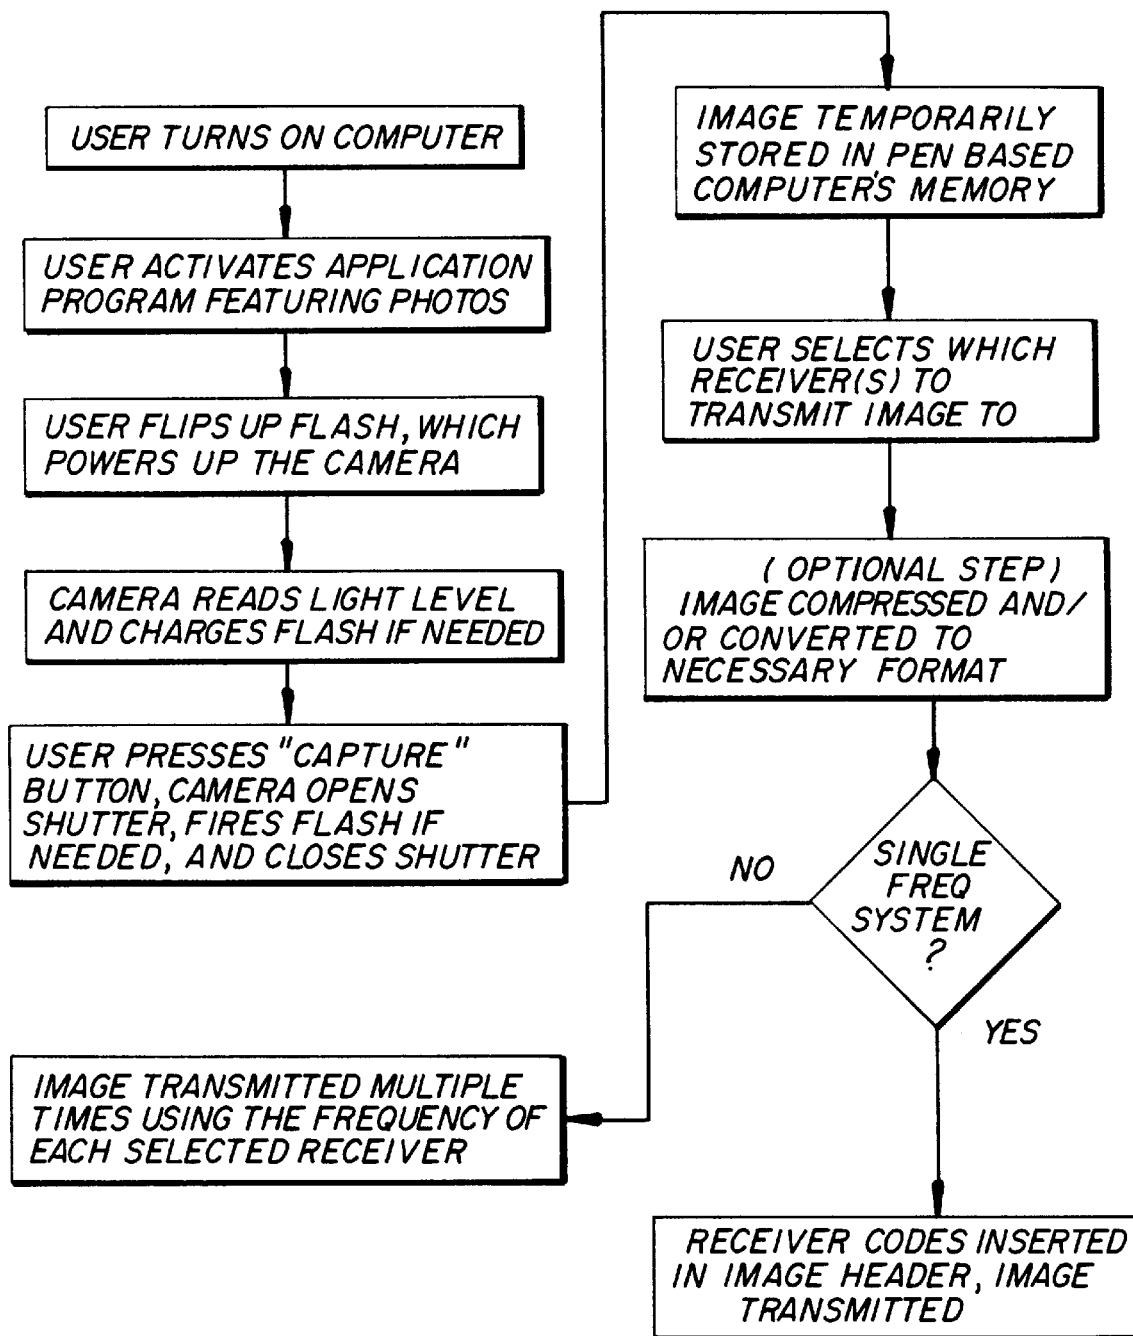 USER TURNS ON COMPUTER
USER ACTIVATES APPLICATION
PROGRAM FEATURING PHOTOS
USER FLIPS UP FLASH, WHICH
POWERS UP THE CAMERA
CAMERA READS LIGHT LEVEL
AND CHARGES FLASH IF NEEDED
USER PRESSES "CAPTURE"
BUTTON, CAMERA OPENS
SHUTTER, FIRES FLASH IF
NEEDED, AND CLOSES SHUTTER
IMAGE TEMPORARILY
STORED IN PEN BASED
COMPUTER'S MEMORY
USER SELECTS WHICH
RECEIVER(S) TO
TRANSMIT IMAGE TO
(OPTIONAL STEP)
IMAGE COMPRESSED AND/
OR CONVERTED TO
NECESSARY FORMAT
SINGLE
FREQ
SYSTEM
?
NO
YES
IMAGE TRANSMITTED MULTIPLE
TIMES USING THE FREQUENCY OF
EACH SELECTED RECEIVER
RECEIVER CODES INSERTED
IN IMAGE HEADER, IMAGE
TRANSMITTED